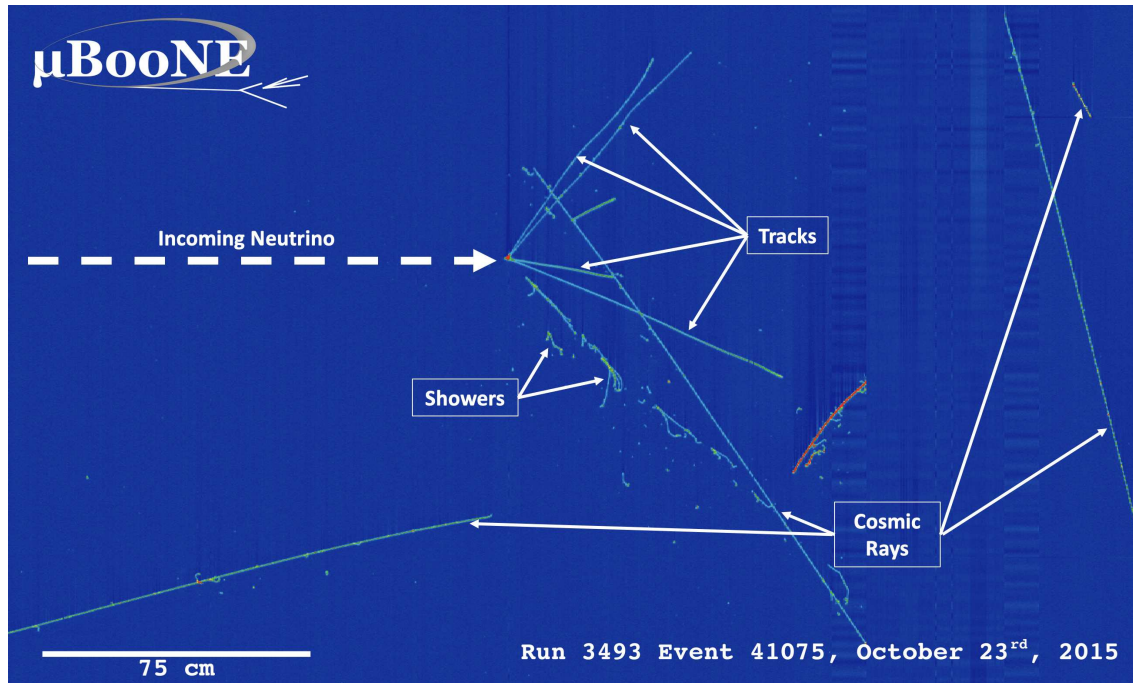 µBooNE
Incoming Neutrino
Tracks
Showers
Cosmic
Rays
75 cm
Run 3493 Event 41075, October 23rd, 2015